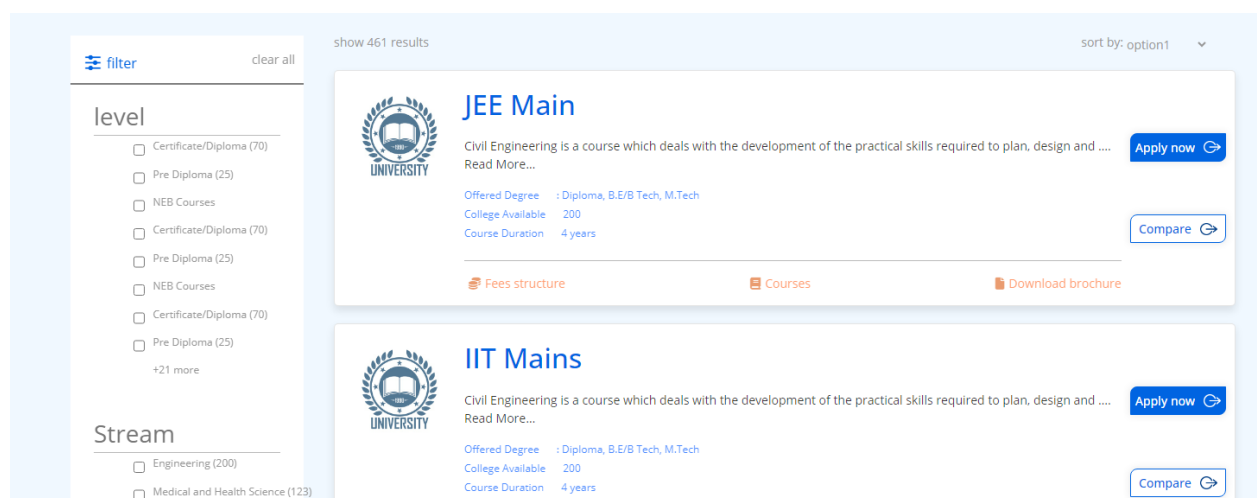 show 461 results
sort by: option1
filter
clear all
level
Certificate/Diploma (70)
Pre Diploma (25)
NEB Courses
Certificate/Diploma (70)
Pre Diploma (25)
NEB Courses
Certificate/Diploma (70)
Pre Diploma (25)
+21 more
Stream
Engineering (200)
Medical and Health Science (123)
UNIVERSITY
JEE Main
Civil Engineering is a course which deals with the development of the practical skills required to plan, design and ....
Read More...
Offered Degree : Diploma, B.E/B Tech, M.Tech
College Available 200
Course Duration 4 years
Apply now
Compare
Fees structure
Courses
Download brochure
UNIVERSITY
IIT Mains
Civil Engineering is a course which deals with the development of the practical skills required to plan, design and ....
Read More...
Offered Degree : Diploma, B.E/B Tech, M.Tech
College Available 200
Course Duration 4 years
Apply now
Compare